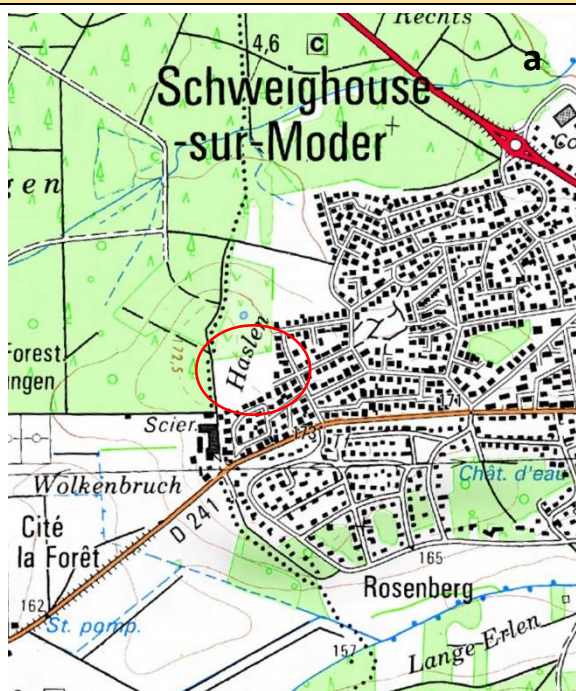 Rechts
4,6
C
a
Schweighouse-
-sur-Moder
Co
gen
Haslen
172,5
Forest
ngen
Scier.
171
173
Wolkenbruch
Chât. d'eau
D 241
Cité
la Forêt
165
Rosenberg
162
St. pomp.
157
Lange-Erlen
C